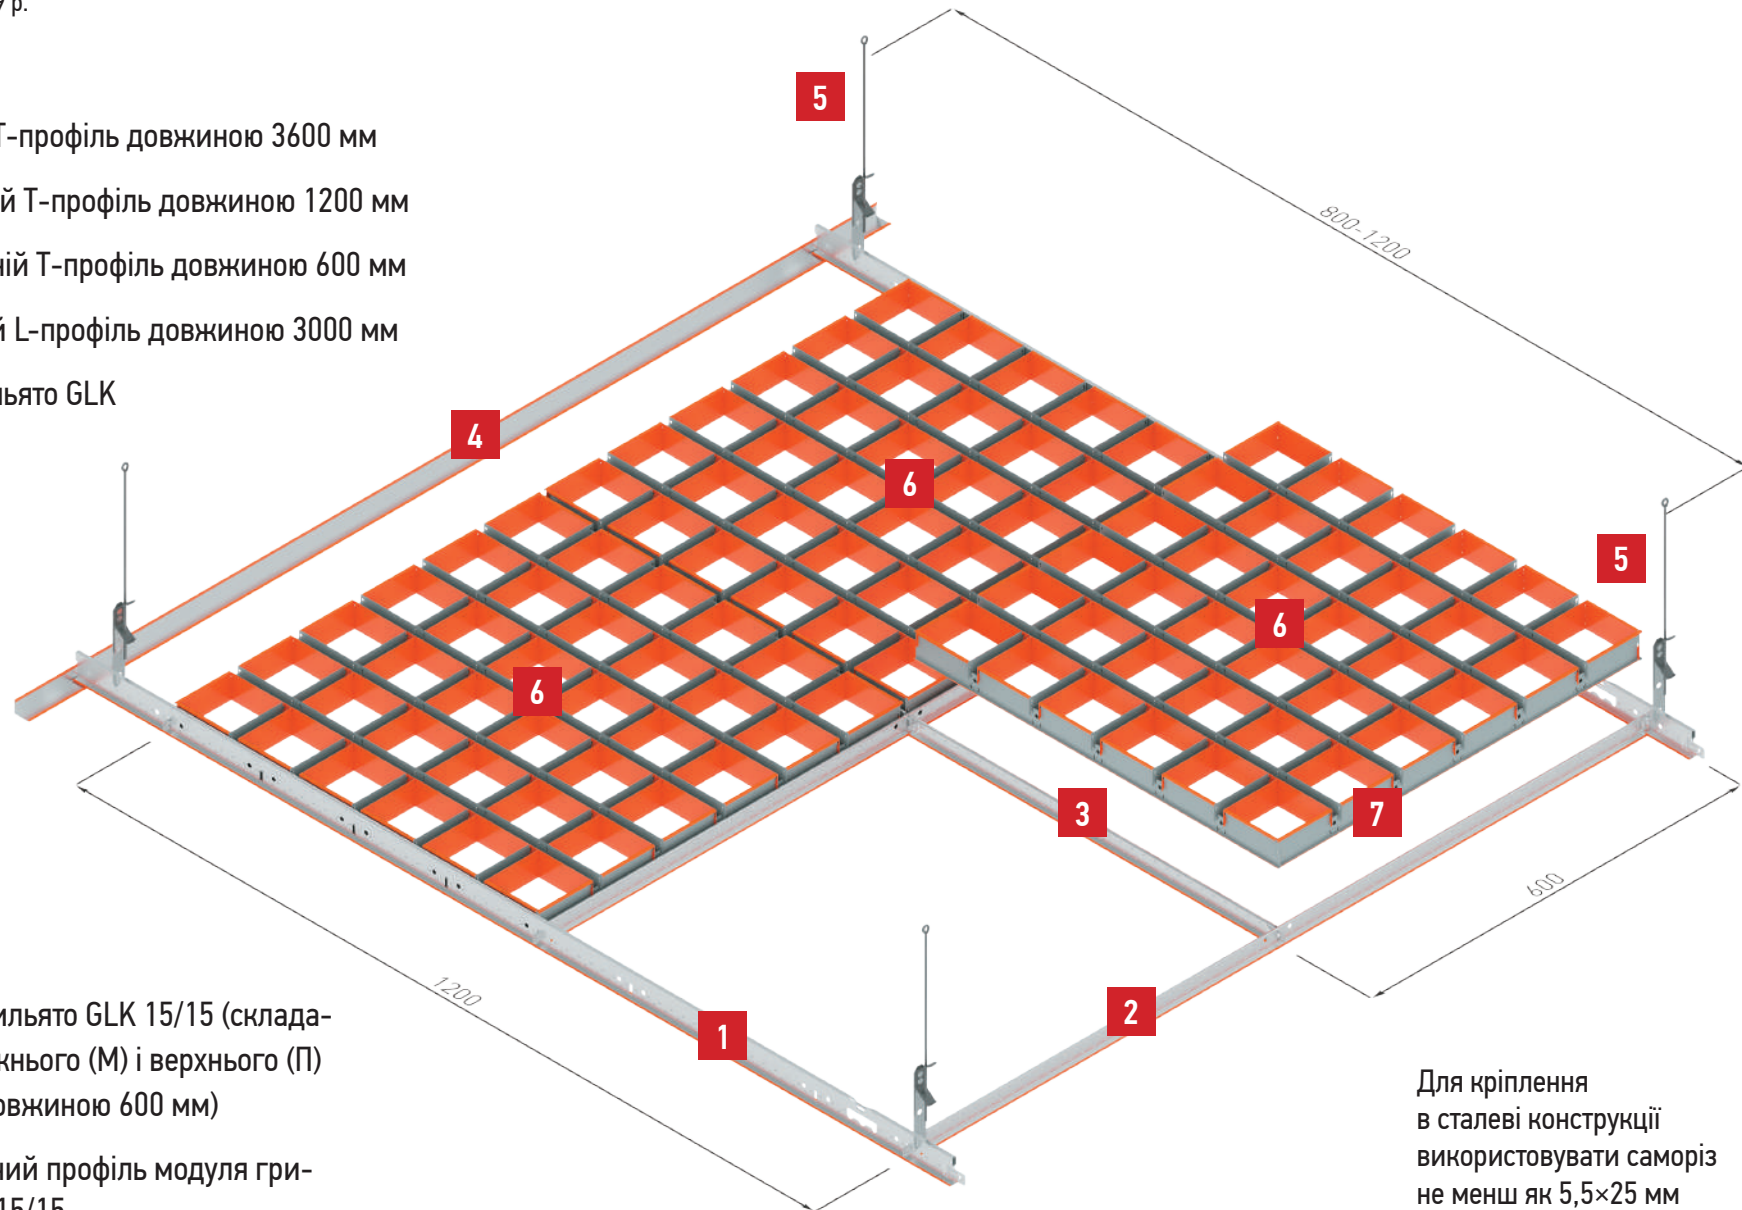 р.
Т-профіль довжиною 3600 мм
й Т-профіль довжиною 1200 мм
ій Т-профіль довжиною 600 мм
й L-профіль довжиною 3000 мм
льято GLK
5
800-1200
4
6
5
6
6
3
7
600
1200
1
2
ильято GLK 15/15 (склада-
жнього (М) і верхнього (П)
овжиною 600 мм)
ний профіль модуля гри-
15/15
Для кріплення
в сталеві конструкції
використовувати саморіз
не менш як 5,5×25 мм